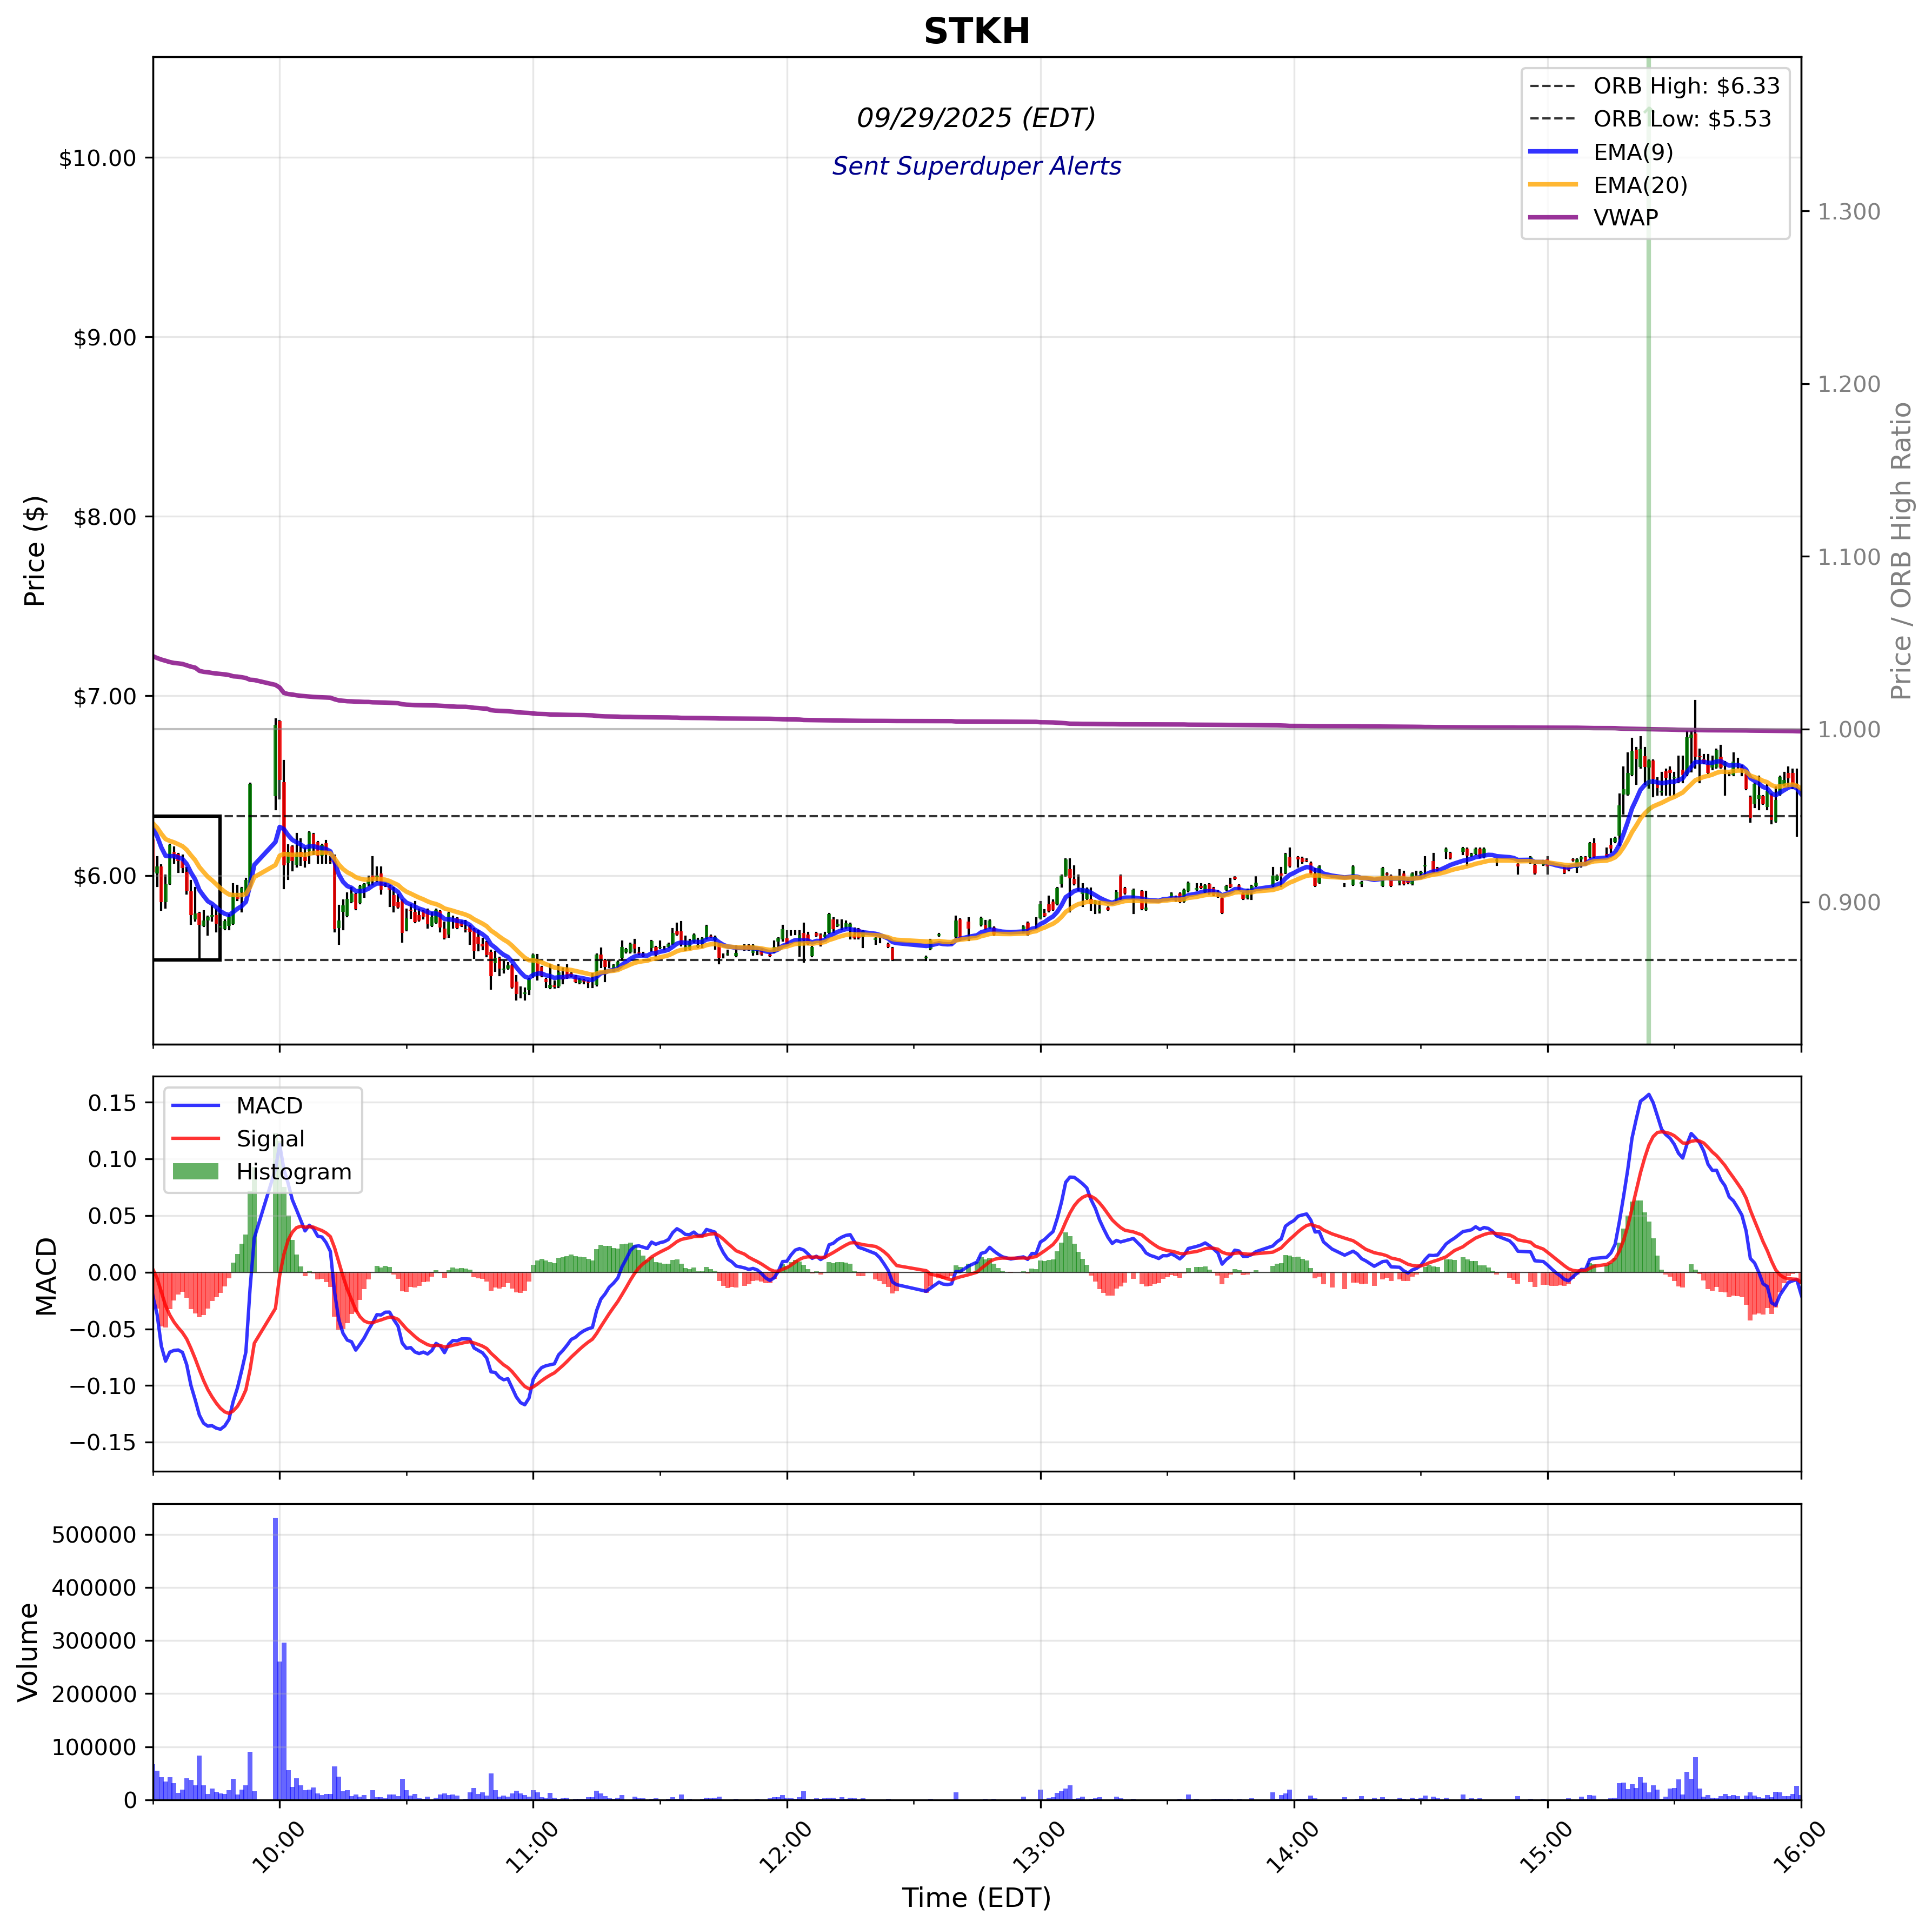 STKH
09/29/2025 (EDT)
Sent Superduper Alerts
ORB High: $6.33
ORB Low: $5.53
EMA(9)
EMA(20)
VWAP
$10.00
$9.00
$8.00
$7.00
$6.00
Price ($)
1.300
1.200
1.100
1.000
0.900
Price / ORB High Ratio
MACD
Signal
Histogram
0.15
0.10
0.05
0.00
−0.05
−0.10
−0.15
MACD
500000
400000
300000
200000
100000
0
Volume
10:00
11:00
12:00
13:00
14:00
15:00
16:00
Time (EDT)